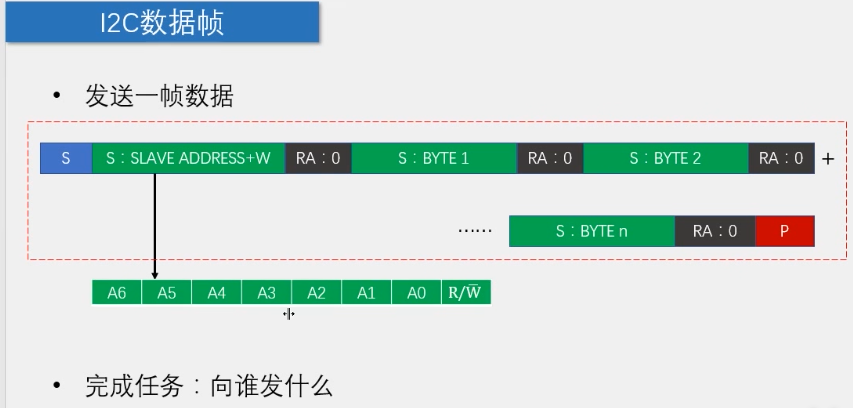 I2C数据帧
• 发送一帧数据
S S：SLAVE ADDRESS+W RA：0 S：BYTE 1 RA：0 S：BYTE 2 RA：0 +
…… S：BYTE n RA：0 P
A6 A5 A4 A3 A2 A1 A0 R/W̅
• 完成任务：向谁发什么